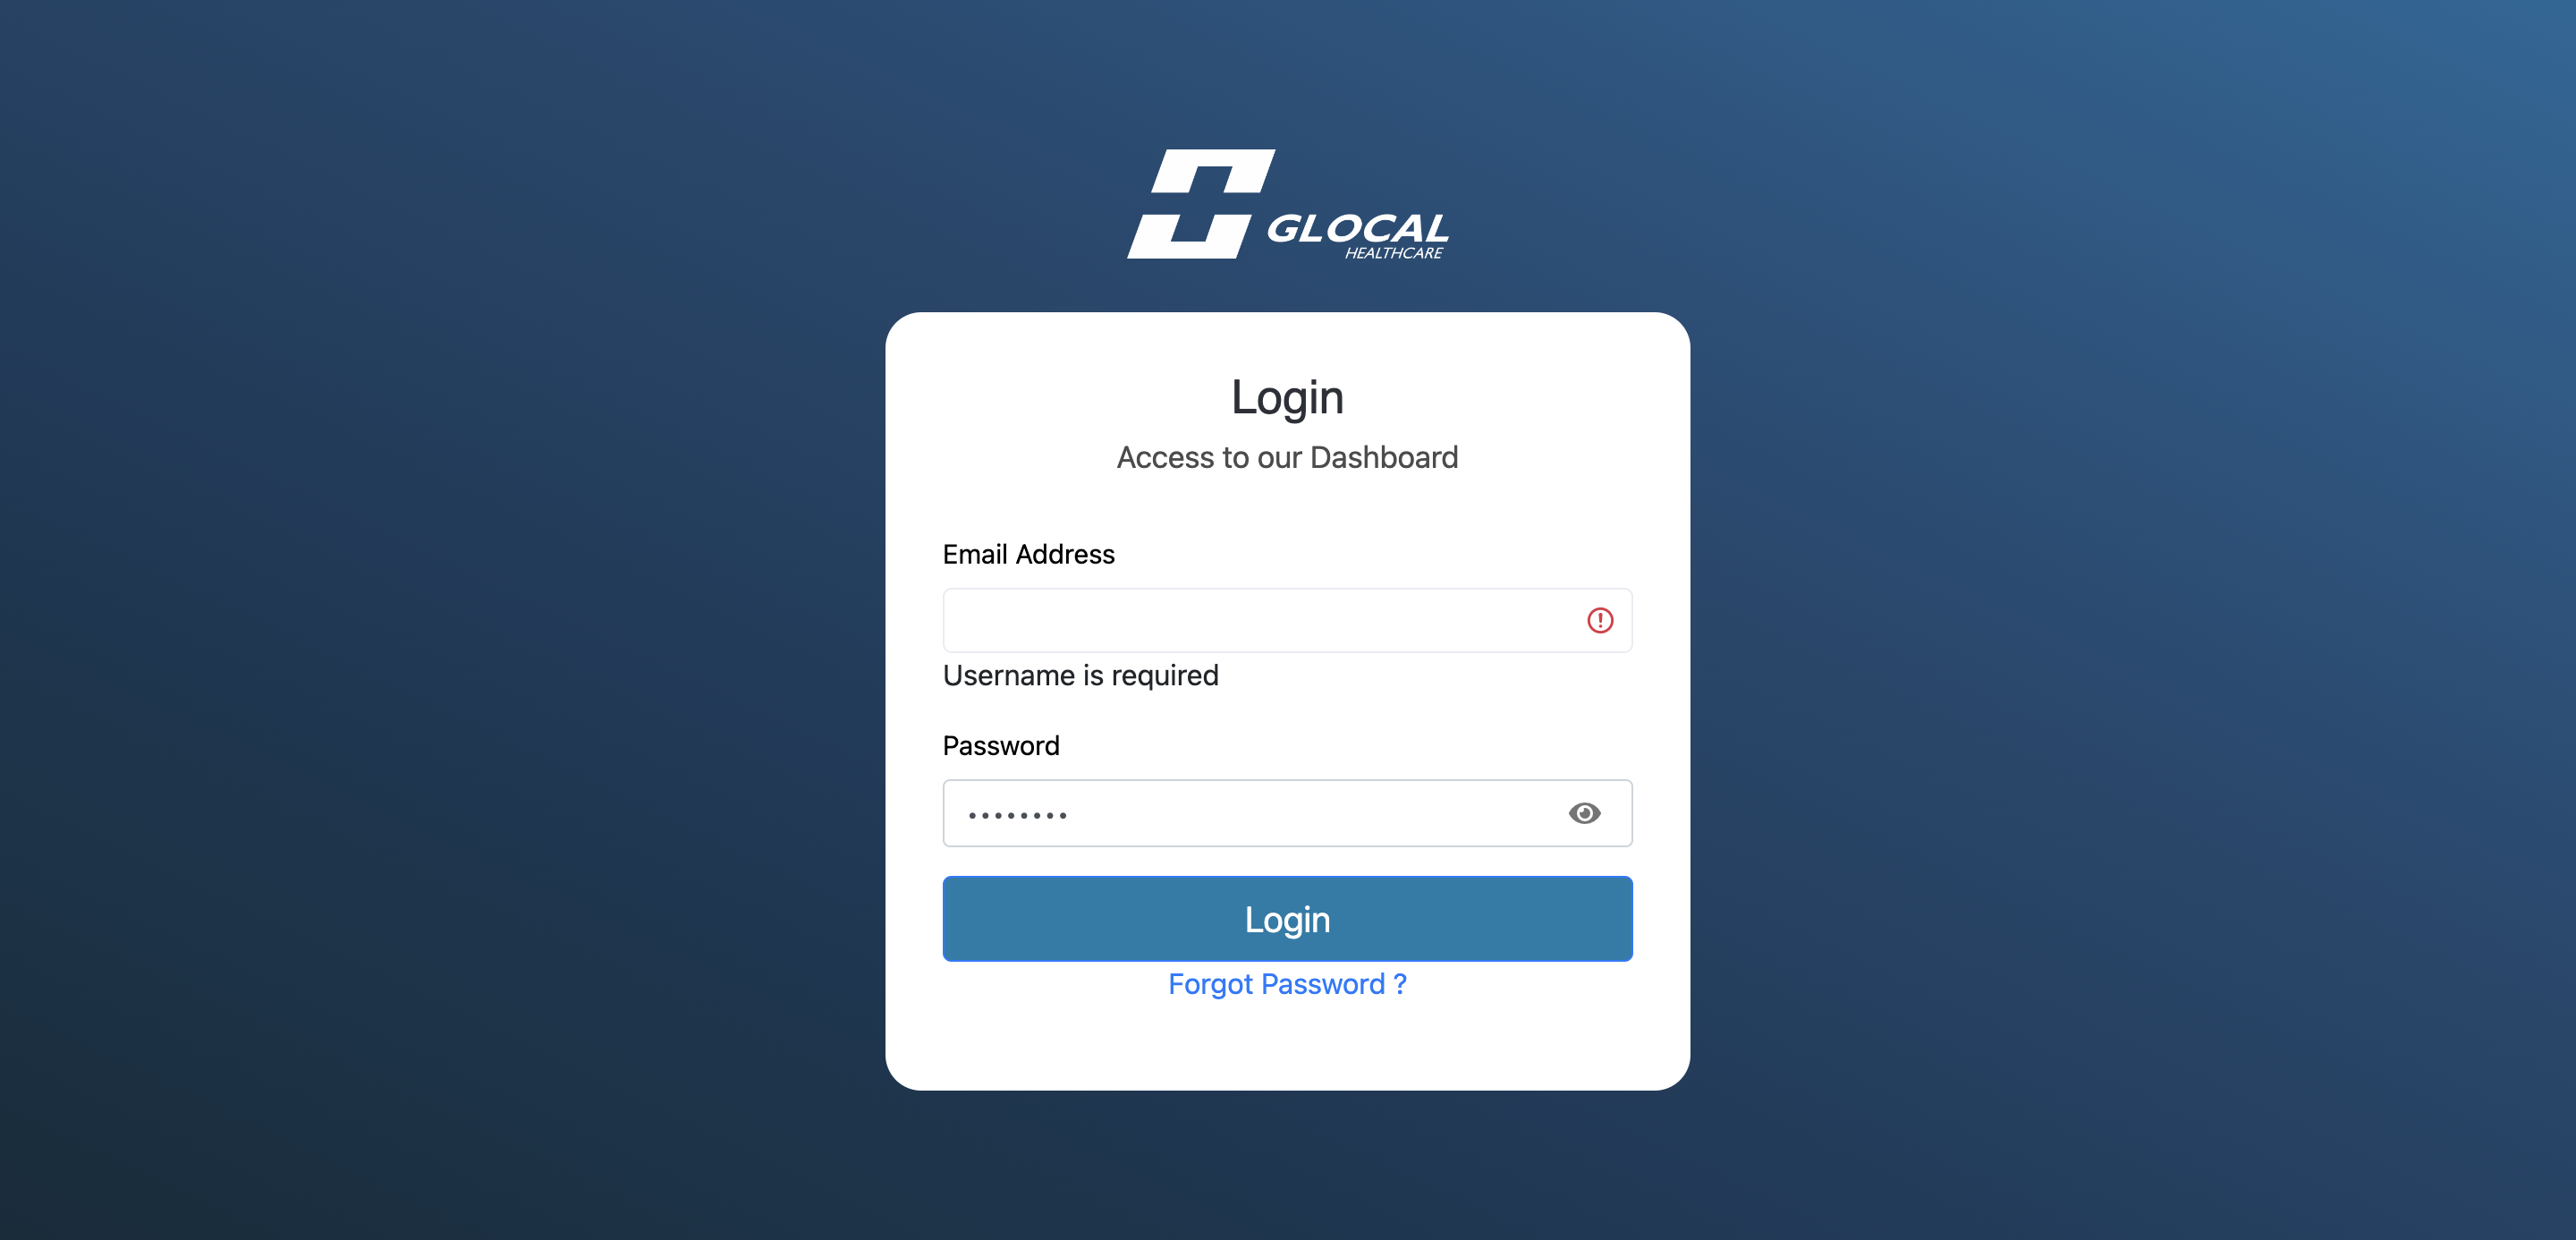 GLOCAL
HEALTHCARE
Login
Access to our Dashboard
Email Address
Username is required
Password
Login
Forgot Password ?